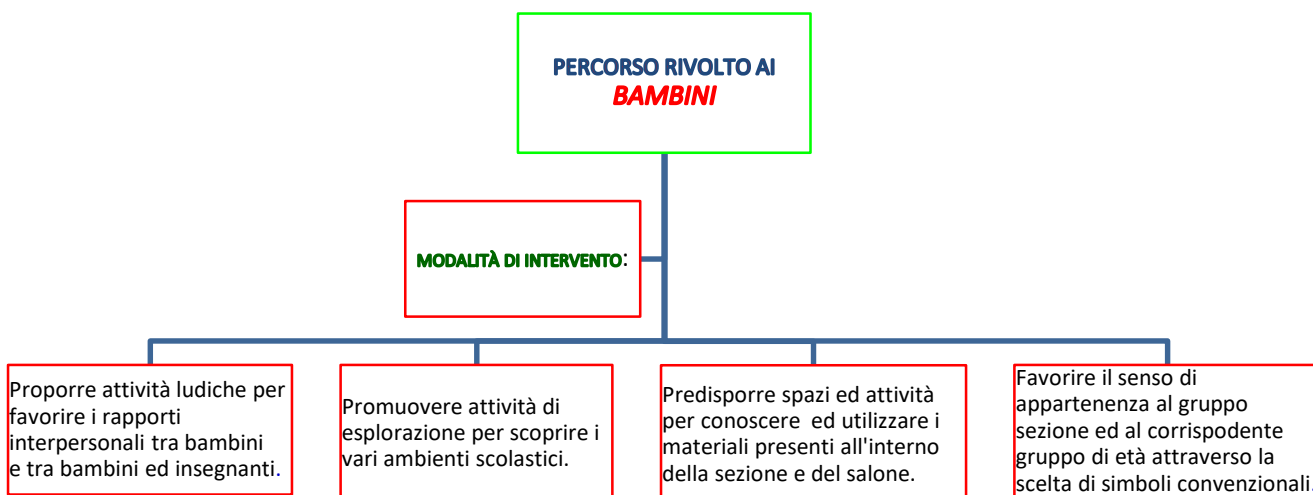 PERCORSO RIVOLTO AI
BAMBINI
MODALITÀ DI INTERVENTO:
Proporre attività ludiche per
favorire i rapporti
interpersonali tra bambini
e tra bambini ed insegnanti.
Promuovere attività di
esplorazione per scoprire i
vari ambienti scolastici.
Predisporre spazi ed attività
per conoscere ed utilizzare i
materiali presenti all'interno
della sezione e del salone.
Favorire il senso di
appartenenza al gruppo
sezione ed al corrispodente
gruppo di età attraverso la
scelta di simboli convenzionali.